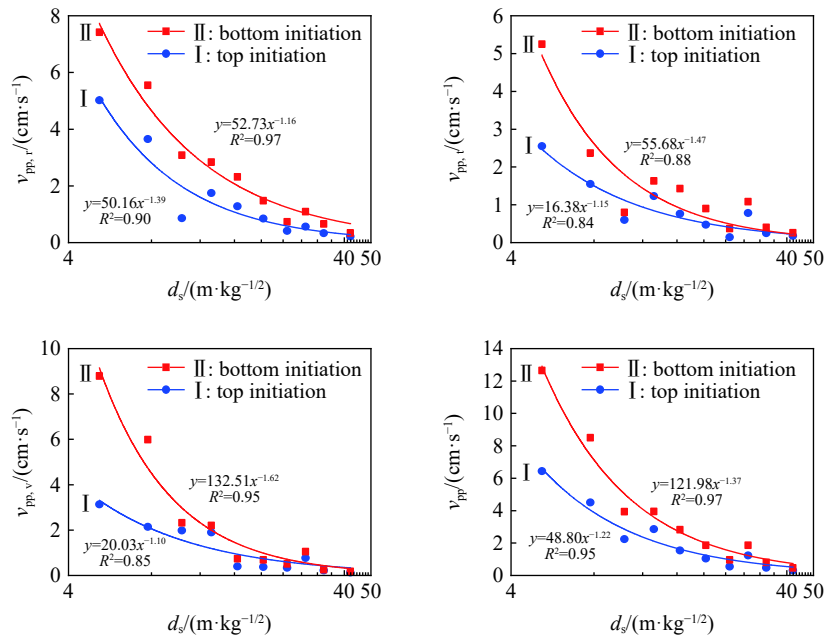 8
6
4
2
0
Ⅱ
Ⅰ
Ⅱ: bottom initiation
Ⅰ: top initiation
y=52.73x^−1.16
R²=0.97
y=50.16x^−1.39
R²=0.90
v_pp, r/(cm·s⁻¹)
4
40
50
d_s/(m·kg^−1/2)
6
5
4
3
2
1
0
Ⅱ
Ⅰ
Ⅱ: bottom initiation
Ⅰ: top initiation
y=55.68x^−1.47
R²=0.88
y=16.38x^−1.15
R²=0.84
v_pp, t/(cm·s⁻¹)
4
40
50
d_s/(m·kg^−1/2)
10
8
6
4
2
0
Ⅱ
Ⅰ
Ⅱ: bottom initiation
Ⅰ: top initiation
y=132.51x^−1.62
R²=0.95
y=20.03x^−1.10
R²=0.85
v_pp, v/(cm·s⁻¹)
4
40
50
d_s/(m·kg^−1/2)
14
12
10
8
6
4
2
0
Ⅱ
Ⅰ
Ⅱ: bottom initiation
Ⅰ: top initiation
y=121.98x^−1.37
R²=0.97
y=48.80x^−1.22
R²=0.95
v_pp/(cm·s⁻¹)
4
40
50
d_s/(m·kg^−1/2)